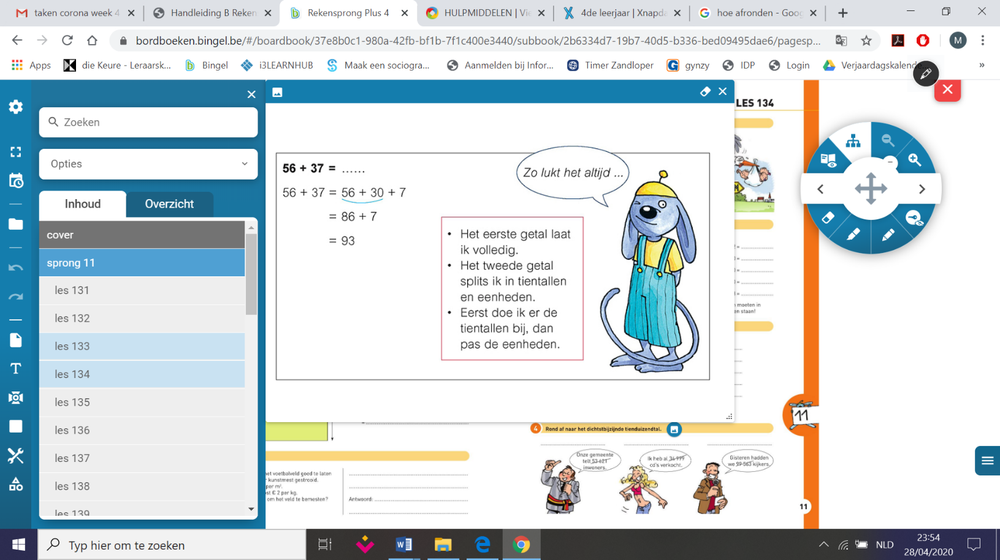 taken corona week 4
Handleiding B Reken
Rekensprong Plus 4
HULPMIDDELEN | Vie
4de leerjaar | Xnapda
hoe afronden - Goog
bordboeken.bingel.be/#/boardbook/37e8b0c1-980a-42fb-bf1b-7f1c400e3440/subbook/2b6334d7-19b7-40d5-b336-bed09495dae6/pagesp...
M
Apps
die Keure - Leraarsk...
Bingel
i3LEARNHUB
Maak een sociogra...
Aanmelden bij Infor...
Timer Zandloper
gynzy
IDP
Login
Verjaardagskalende
»
Zoeken
Opties
Inhoud
Overzicht
cover
sprong 11
les 131
les 132
les 133
les 134
les 135
les 136
les 137
les 138
les 139
56 + 37 = ......
56 + 37 = 56 + 30 + 7
= 86 + 7
= 93
Zo lukt het altijd ...
• Het eerste getal laat
ik volledig.
• Het tweede getal
splits ik in tientallen
en eenheden.
• Eerst doe ik er de
tientallen bij, dan
pas de eenheden.
LES 134
moeten in
en staan!
11
4 Rond af naar het dichtstbijzijnde tienduizendtal.
Onze gemeente
telt 53 621
inwoners.
Ik heb al 34 999
cd's verkocht.
Gisteren hadden
we 99 563 kijkers.
net voetbalveld goed te laten
kunstmest gestrooid.
per m².
st € 2 per kg.
om het veld te bemesten?
Antwoord:
11
Typ hier om te zoeken
NLD
23:54
28/04/2020